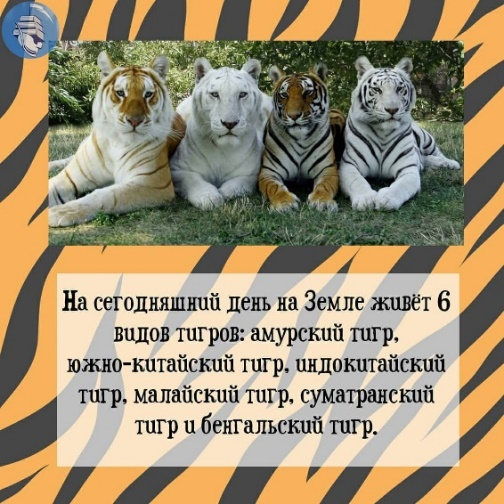 На сегодняшний день на Земле живёт 6
видов тигров: амурский тигр,
южно-китайский тигр, индокитайский
тигр, малайский тигр, суматранский
тигр и бенгальский тигр.